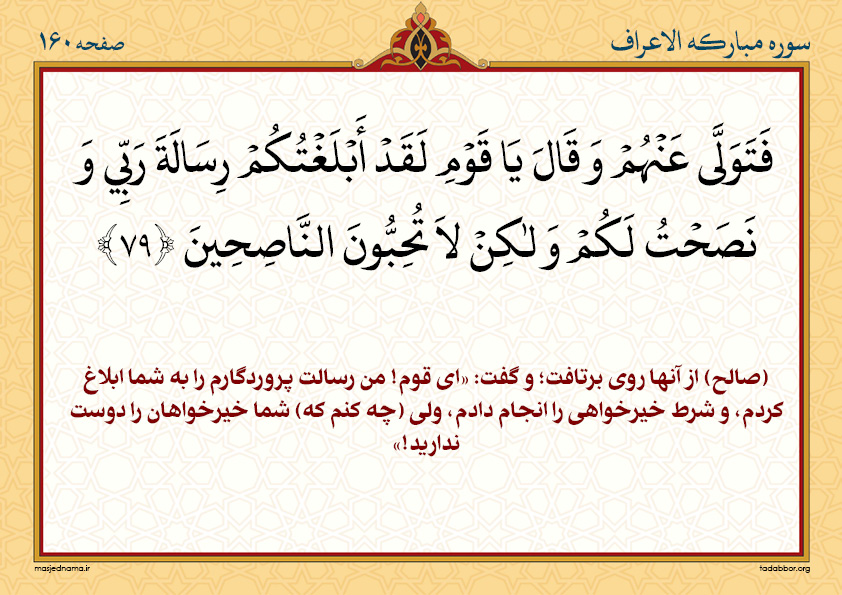 سوره مبارکه الاعراف
صفحه ۱۶۰
فَتَوَلَّى عَنْهُمْ وَ قَالَ يَا قَوْمِ لَقَدْ أَبْلَغْتُكُمْ رِسَالَةَ رَبِّي وَ
نَصَحْتُ لَكُمْ وَ لٰكِنْ لاَ تُحِبُّونَ النَّاصِحِينَ ﴿۷۹﴾
(صالح) از آنها روی برتافت؛ و گفت: «ای قوم! من رسالت پروردگارم را به شما ابلاغ
کردم، و شرط خیرخواهی را انجام دادم، ولی (چه کنم که) شما خیرخواهان را دوست
ندارید!»
masjednama.ir
tadabbor.org